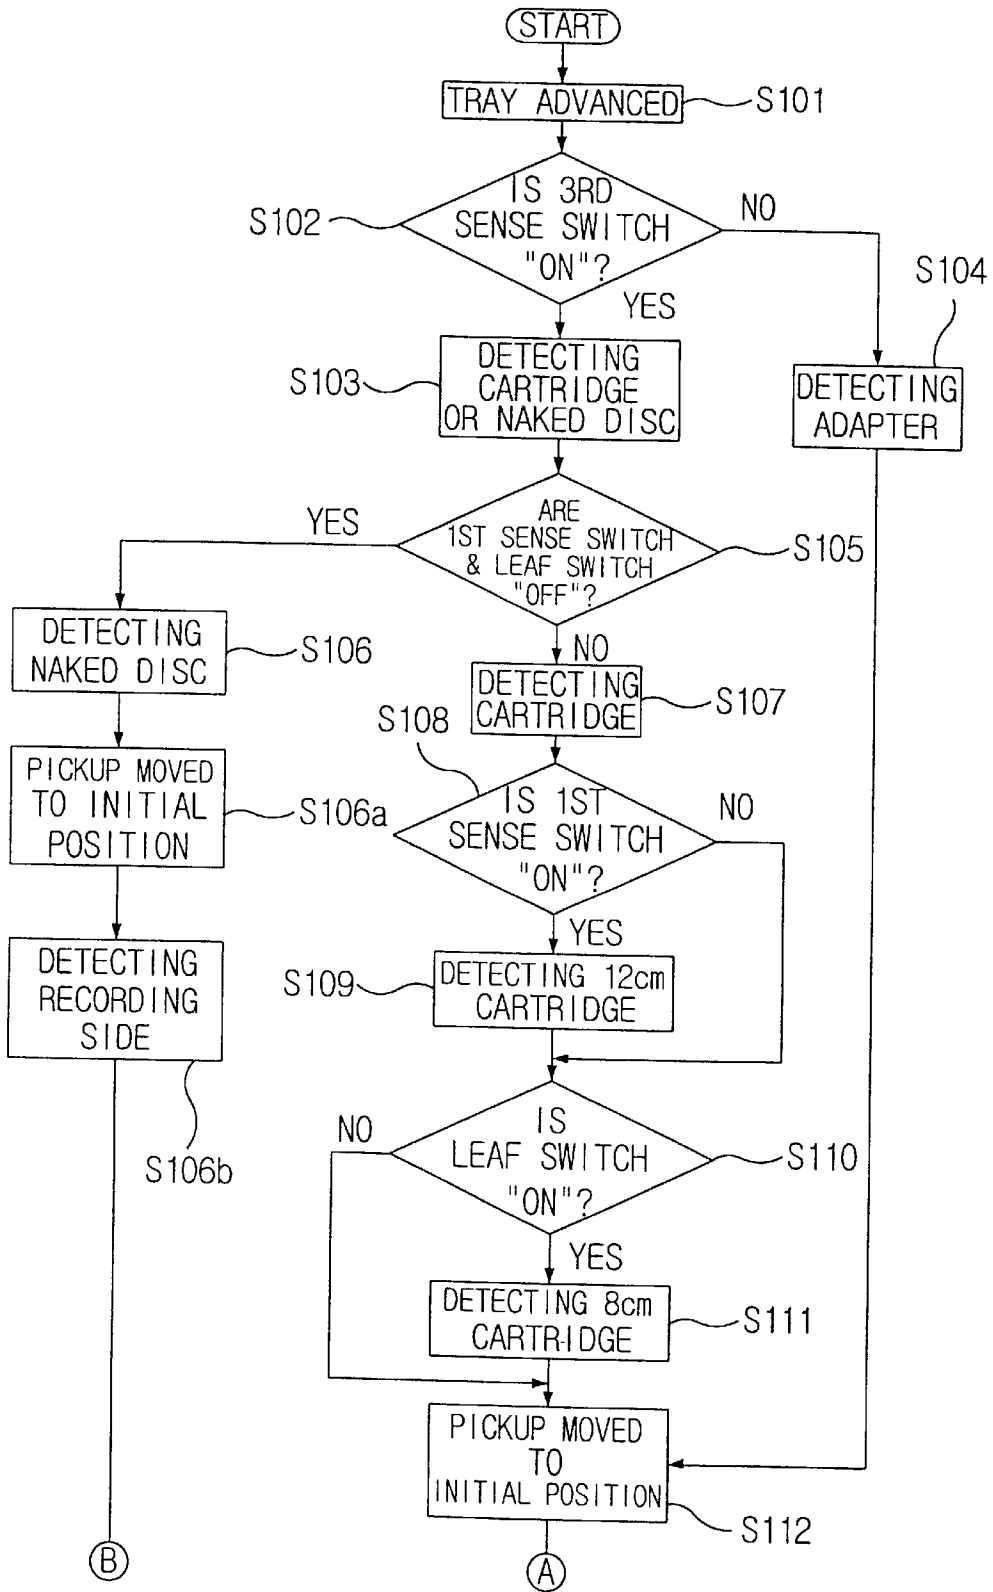 START
TRAY ADVANCED
S101
IS 3RD
SENSE SWITCH
"ON"?
S102
NO
YES
S104
DETECTING
CARTRIDGE
OR NAKED DISC
S103
DETECTING
ADAPTER
ARE
1ST SENSE SWITCH
& LEAF SWITCH
"OFF"?
S105
YES
NO
DETECTING
NAKED DISC
S106
DETECTING
CARTRIDGE
S107
S108
PICKUP MOVED
TO INITIAL
POSITION
S106a
IS 1ST
SENSE SWITCH
"ON"?
NO
YES
DETECTING
RECORDING
SIDE
S106b
S109
DETECTING 12cm
CARTRIDGE
IS
LEAF SWITCH
"ON"?
NO
S110
YES
DETECTING 8cm
CARTRIDGE
S111
PICKUP MOVED
TO
INITIAL POSITION
S112
B
A